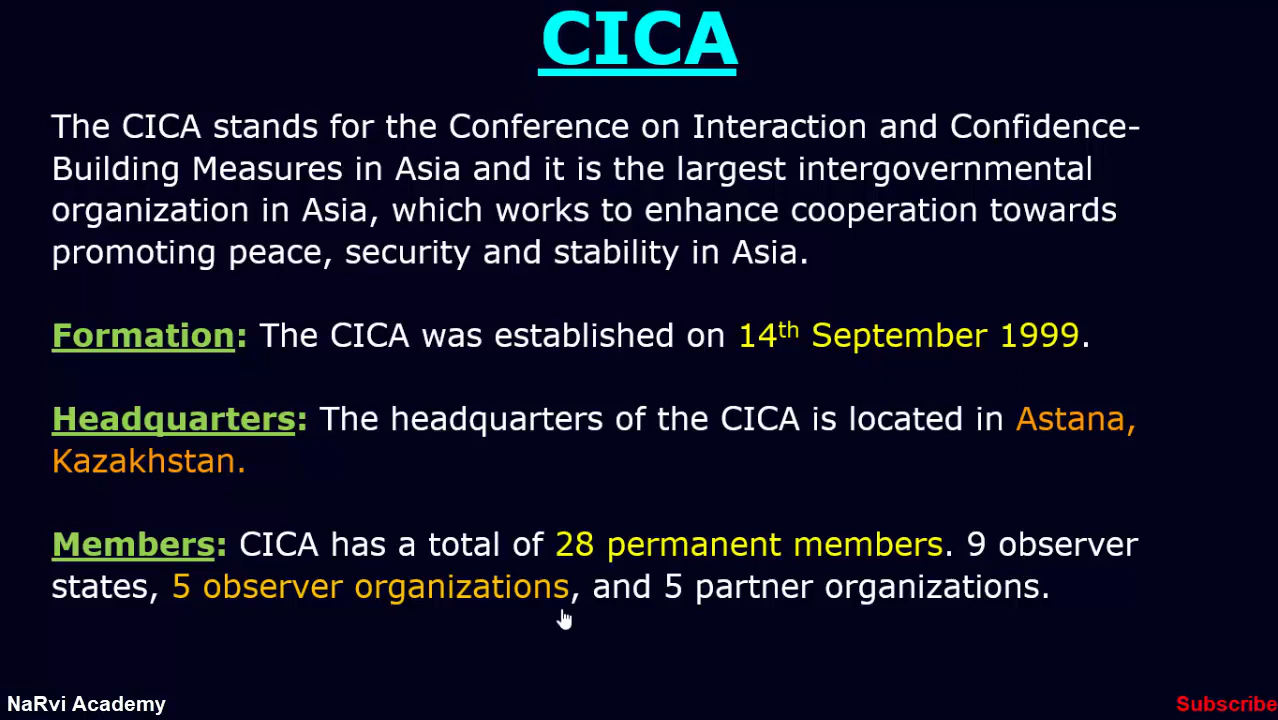 CICA
The CICA stands for the Conference on Interaction and Confidence-
Building Measures in Asia and it is the largest intergovernmental
organization in Asia, which works to enhance cooperation towards
promoting peace, security and stability in Asia.
Formation: The CICA was established on 14th September 1999.
Headquarters: The headquarters of the CICA is located in Astana,
Kazakhstan.
Members: CICA has a total of 28 permanent members. 9 observer
states, 5 observer organizations, and 5 partner organizations.
NaRvi Academy
Subscribe